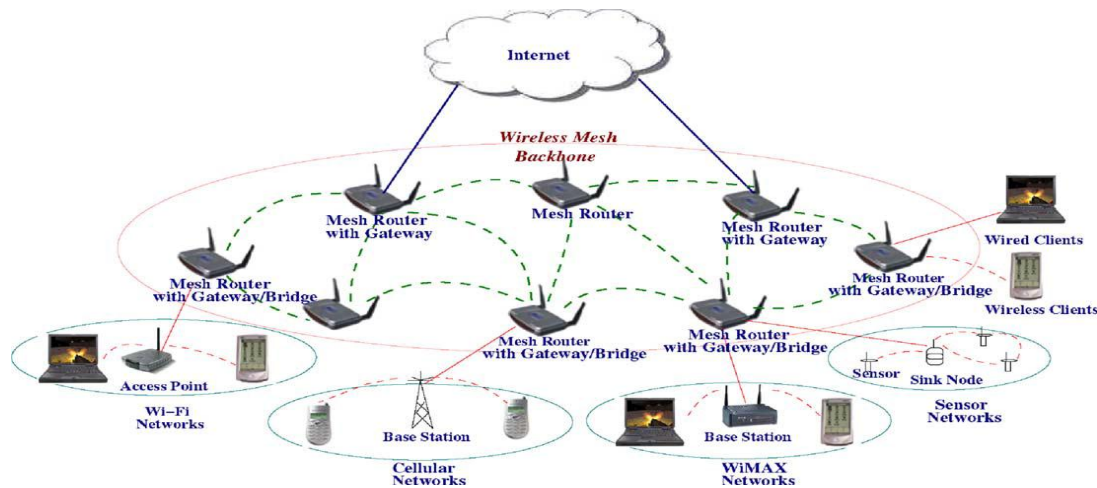 Internet
Wireless Mesh
Backbone
Mesh Router
with Gateway
Mesh Router
Mesh Router
with Gateway
Wired Clients
Mesh Router
with Gateway/Bridge
Mesh Router
with Gateway/Bridge
Wireless Clients
Mesh Router
with Gateway/Bridge
Mesh Router
with Gateway/Bridge
Access Point
Wi-Fi
Networks
Base Station
Cellular
Networks
Base Station
WiMAX
Networks
Sensor
Sink Node
Sensor
Networks